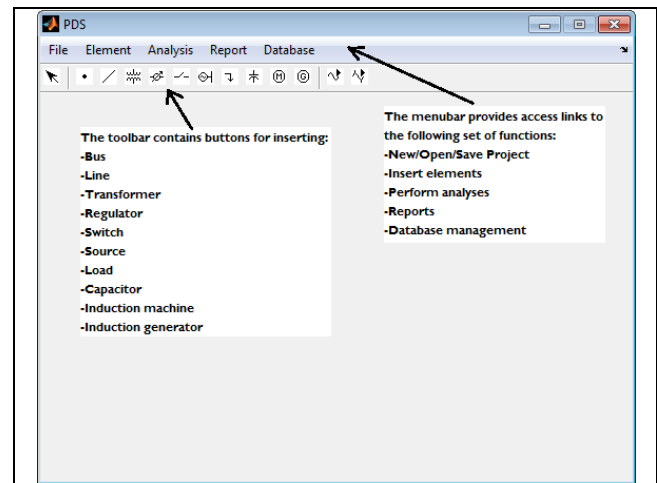 PDS
File Element Analysis Report Database
M G
The toolbar contains buttons for inserting:
-Bus
-Line
-Transformer
-Regulator
-Switch
-Source
-Load
-Capacitor
-Induction machine
-Induction generator
The menubar provides access links to
the following set of functions:
-New/Open/Save Project
-Insert elements
-Perform analyses
-Reports
-Database management